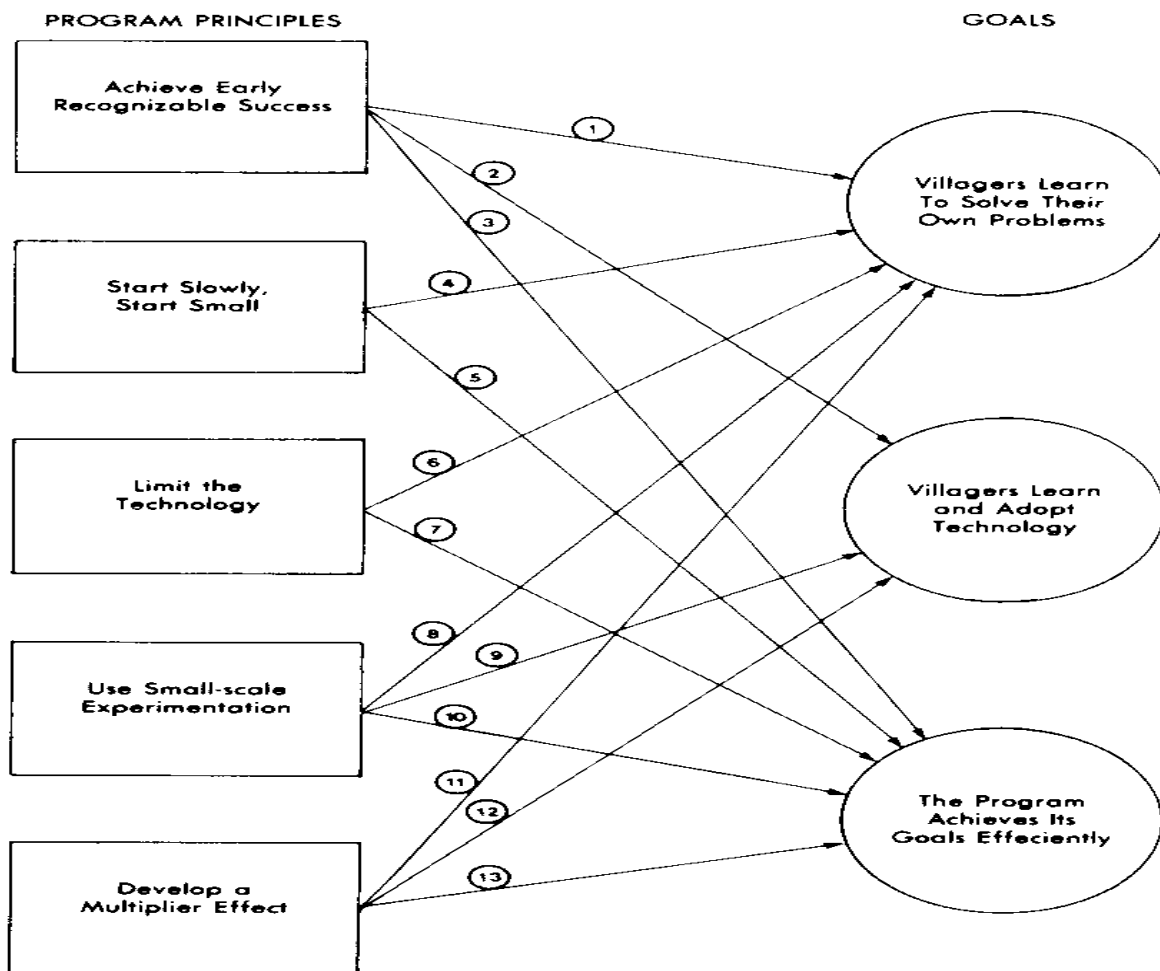 PROGRAM PRINCIPLES
GOALS
Achieve Early
Recognizable Success
Start Slowly,
Start Small
Limit the
Technology
Use Small-scale
Experimentation
Develop a
Multiplier Effect
1
2
3
4
5
6
7
8
9
10
11
12
13
Villagers Learn
To Solve Their
Own Problems
Villagers Learn
and Adopt
Technology
The Program
Achieves Its
Goals Effeciently